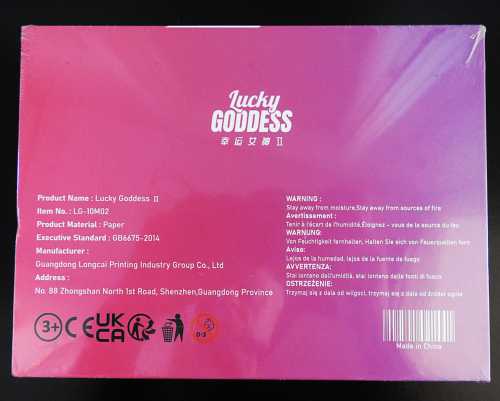 Lucky
GODDESS
幸运女神 II
Product Name : Lucky Goddess II
Item No. : LG-10M02
Product Material : Paper
Executive Standard : GB6675-2014
Manufacturer :
Guangdong Longcai Printing Industry Group Co., Ltd
Address :
No. 88 Zhongshan North 1st Road, Shenzhen,Guangdong Province
WARNING :
Stay away from moisture,Stay away from sources of fire
Avertissement :
Tenir à l'écart de l'humidité.Éloignez - vous de la source du feu
WARNUNG:
Von Feuchtigkeit fernhalten, Halten Sie sich von Feuerquellen fern
Aviso:
Lejos de la humedad, lejos de la fuente de fuego
AVVERTENZA:
Stai lontano dall'umidità, stai lontano dalle fonti di fuoco
OSTRZEŻENIE:
Trzymaj się z dala od wilgoci, trzymaj się z dala od źródeł ognia
3+ CE UK
CA
0-3
Made in China